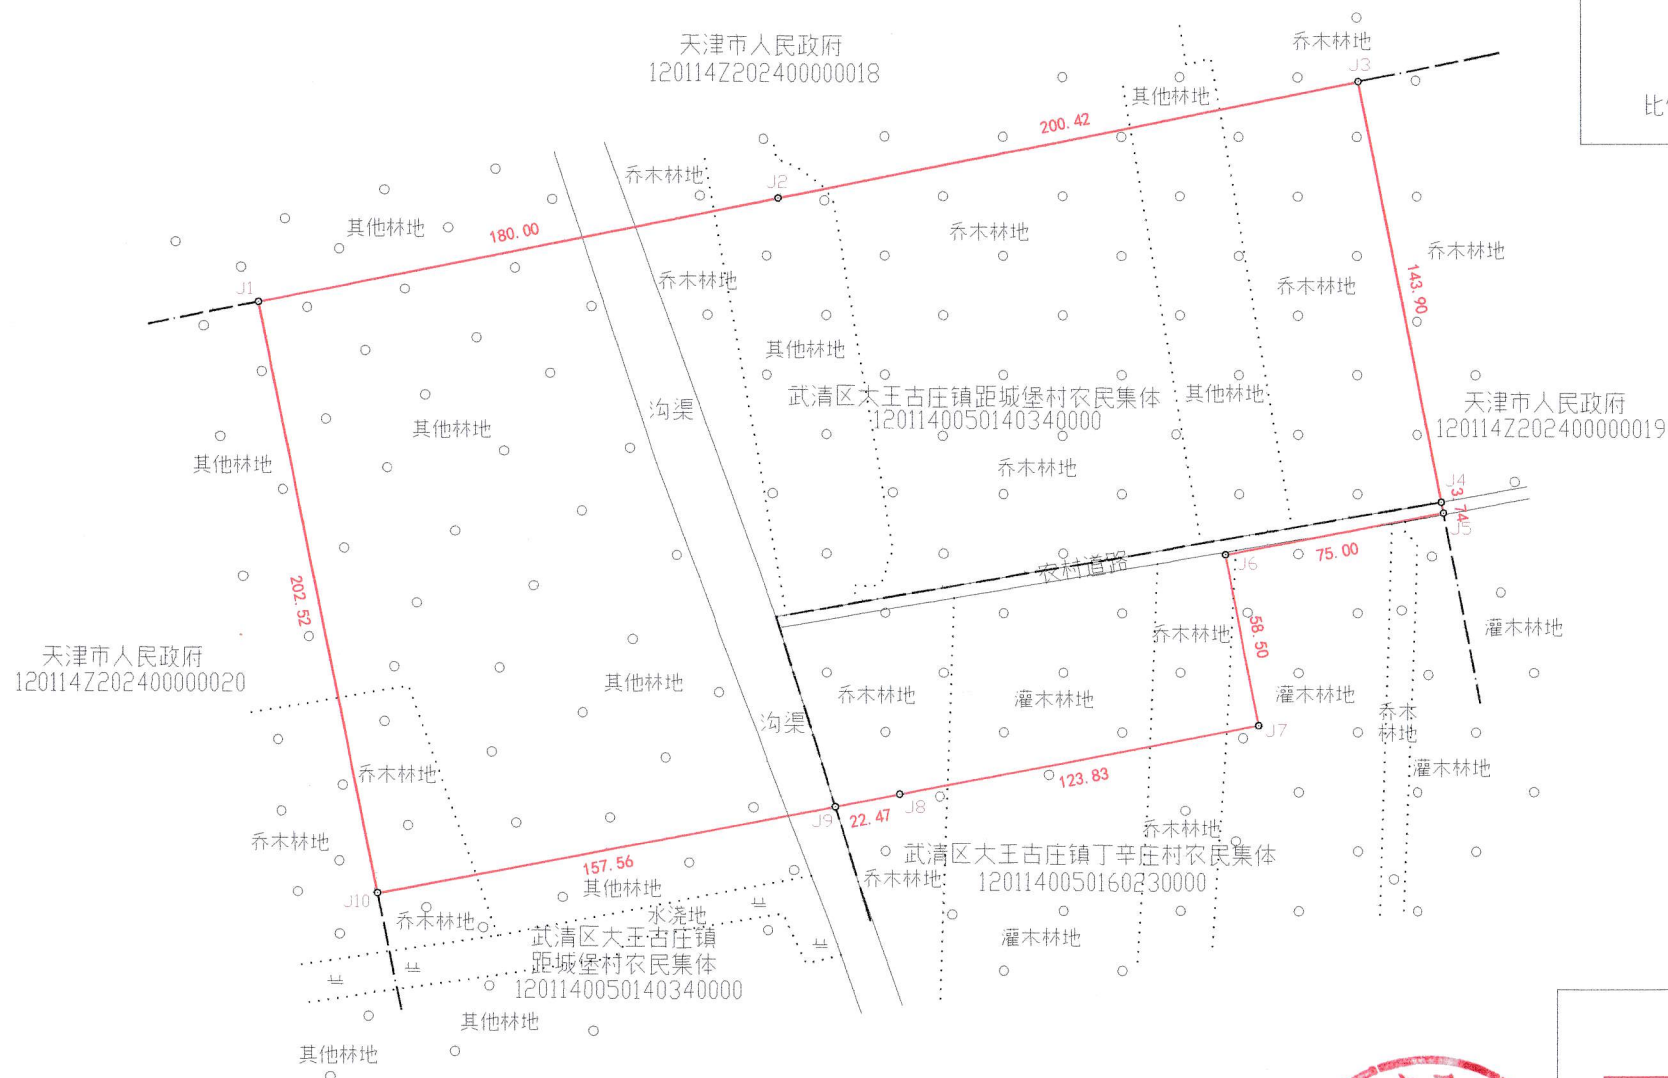 天津市人民政府
120114Z202400000018
乔木林地
J3
其他林地
比
200.42
乔木林地
J2
其他林地
180.00
乔木林地
乔木林地
J1
乔木林地
乔木林地
143.90
其他林地
武清区大王古庄镇距城堡村农民集体
120114005014034​0000
其他林地
沟渠
天津市人民政府
120114Z202400000019
其他林地
其他林地
乔木林地
J4
3.74
J5
农村道路
J6
75.00
202.52
58.50
乔木林地
灌木林地
天津市人民政府
120114Z202400000020
其他林地
乔木林地
灌木林地
灌木林地
沟渠
乔木
林地
J7
乔木林地
灌木林地
123.83
J8
J9
22.47
乔木林地
乔木林地
武清区大王古庄镇丁辛庄村农民集体
120114005016023​0000
157.56
乔木林地
其他林地
J10
乔木林地
水浇地
武清区大王古庄镇
距城堡村农民集体
120114005014034​0000
灌木林地
其他林地
其他林地